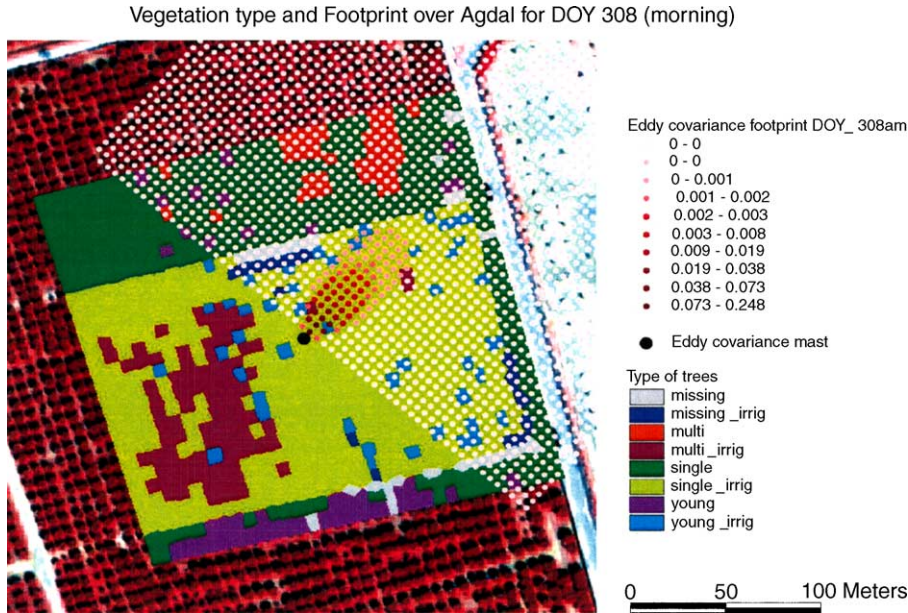 Vegetation type and Footprint over Agdal for DOY 308 (morning)
Eddy covariance footprint DOY_ 308am
0 - 0
0 - 0
0 - 0.001
0.001 - 0.002
0.002 - 0.003
0.003 - 0.008
0.009 - 0.019
0.019 - 0.038
0.038 - 0.073
0.073 - 0.248
Eddy covariance mast
Type of trees
missing
missing _irrig
multi
multi _irrig
single
single _irrig
young
young _irrig
0 50 100 Meters